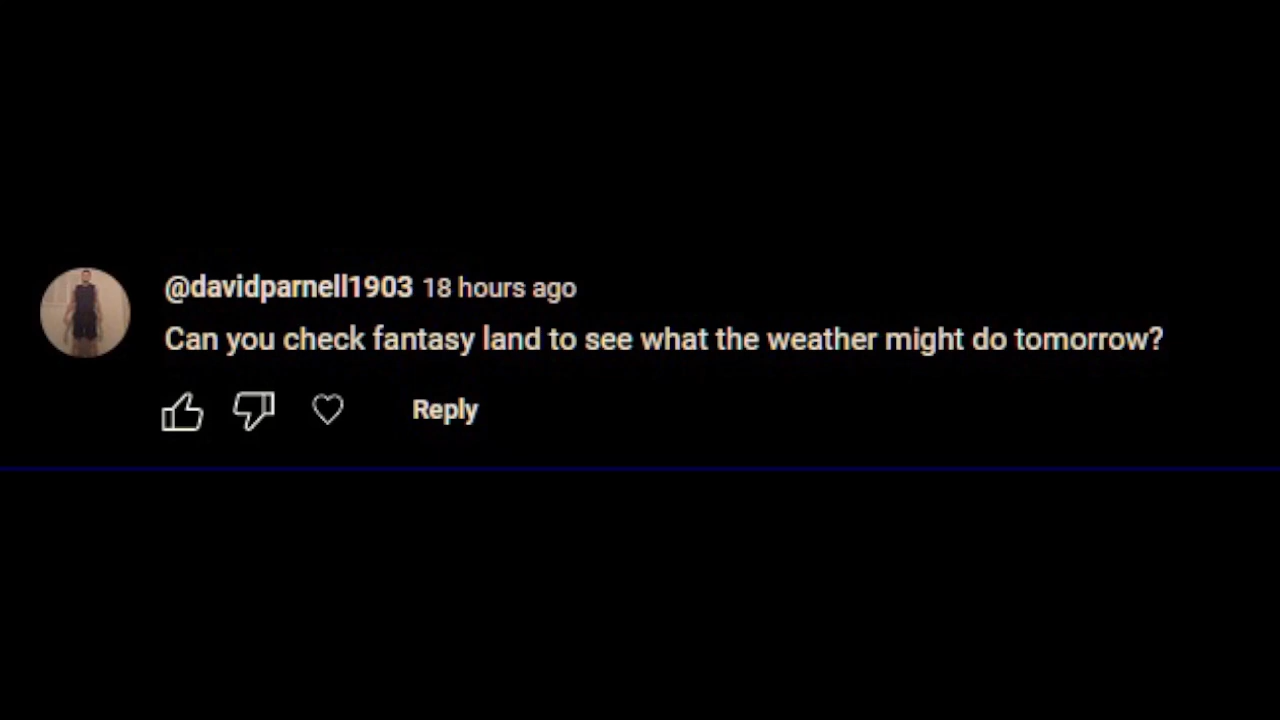 @davidparnell1903 18 hours ago
Can you check fantasy land to see what the weather might do tomorrow?
Reply